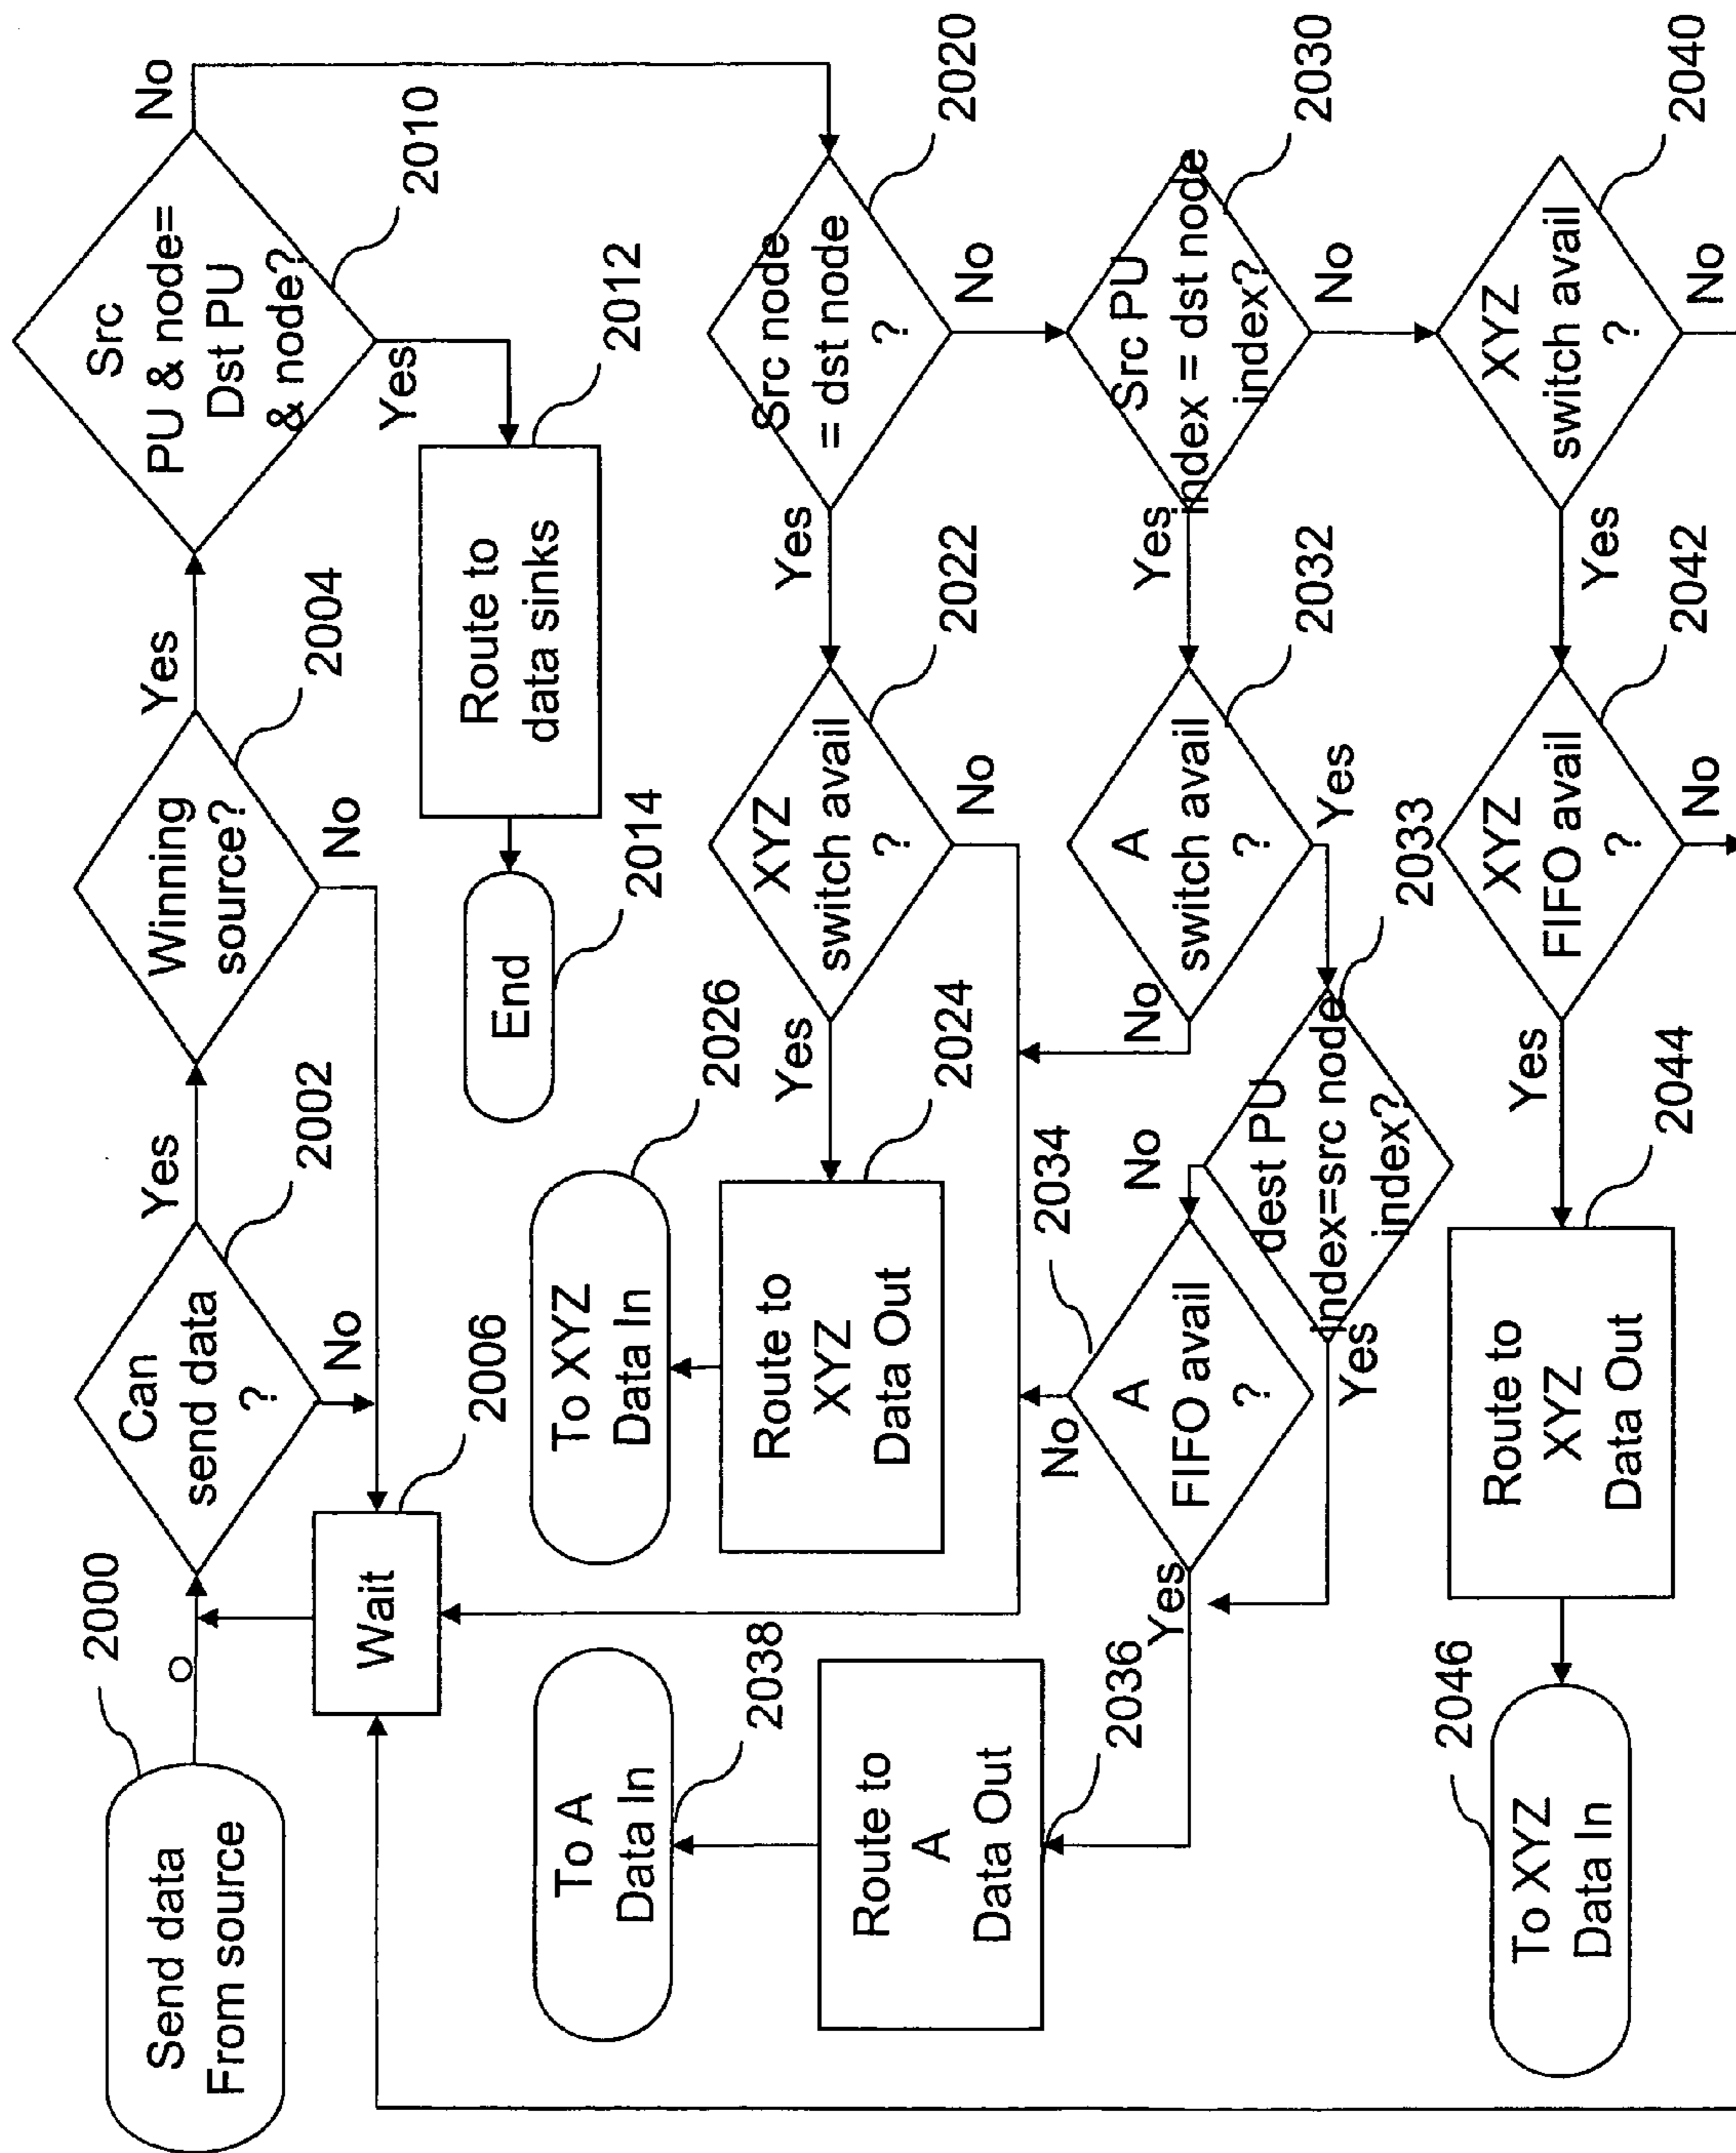 2000
Send data
From source
Can
send data
?
2002
Yes
No
Winning
source?
2004
Yes
No
Wait
2006
Src
PU & node=
Dst PU
& node?
2010
No
Yes
Route to
data sinks
2012
End
2014
Src node
= dst node
?
2020
Yes
No
XYZ
switch avail
?
2022
Yes
No
Route to
XYZ
Data Out
2024
To XYZ
Data In
2026
Src PU
index = dst node
index?
2030
Yes
No
A
switch avail
?
2032
No
Yes
dest PU
index=src node
index?
2033
No
Yes
A
FIFO avail
?
2034
No
Yes
Route to
A
Data Out
2036
To A
Data In
2038
XYZ
switch avail
?
2040
Yes
No
XYZ
FIFO avail
?
2042
Yes
No
Route to
XYZ
Data Out
2044
To XYZ
Data In
2046